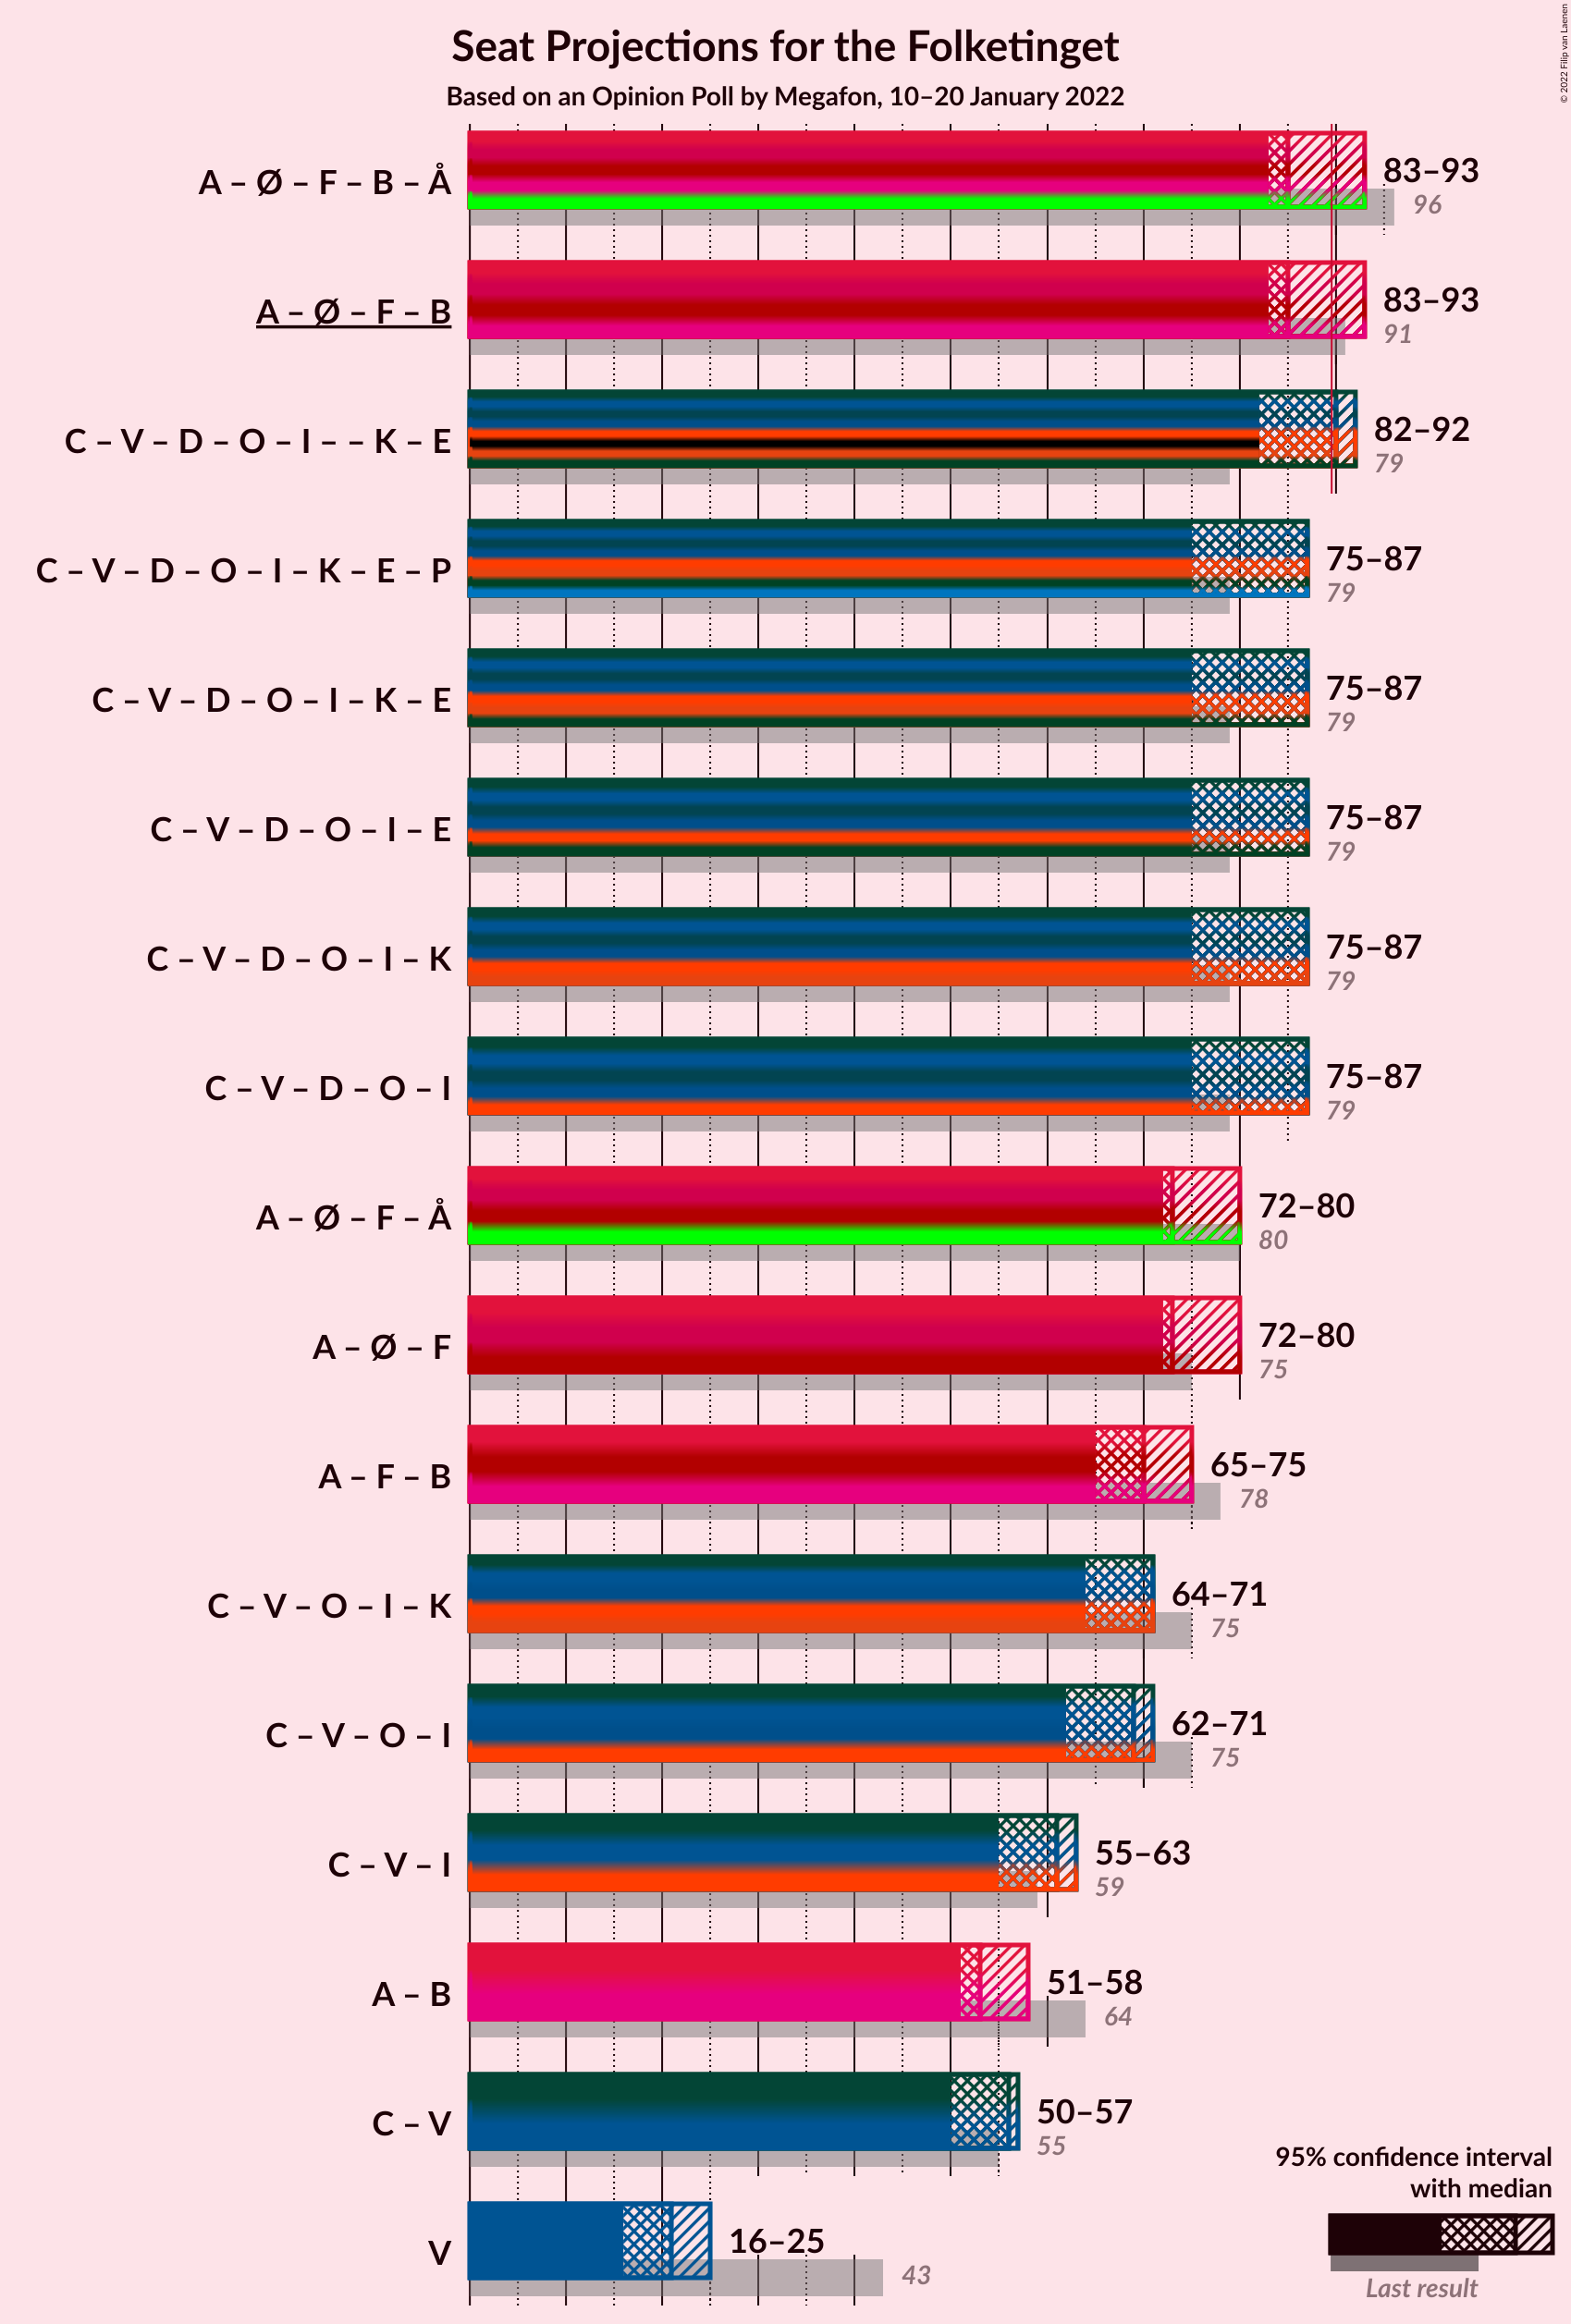 Seat Projections for the Folketinget
Based on an Opinion Poll by Megafon, 10–20 January 2022
© 2022 Filip van Laenen
A – Ø – F – B – Å
83–93
96
A – Ø – F – B
83–93
91
C – V – D – O – I – – K – E
82–92
79
C – V – D – O – I – K – E – P
75–87
79
C – V – D – O – I – K – E
75–87
79
C – V – D – O – I – E
75–87
79
C – V – D – O – I – K
75–87
79
C – V – D – O – I
75–87
79
A – Ø – F – Å
72–80
80
A – Ø – F
72–80
75
A – F – B
65–75
78
C – V – O – I – K
64–71
75
C – V – O – I
62–71
75
C – V – I
55–63
59
A – B
51–58
64
C – V
50–57
55
V
16–25
43
95% confidence interval
with median
Last result